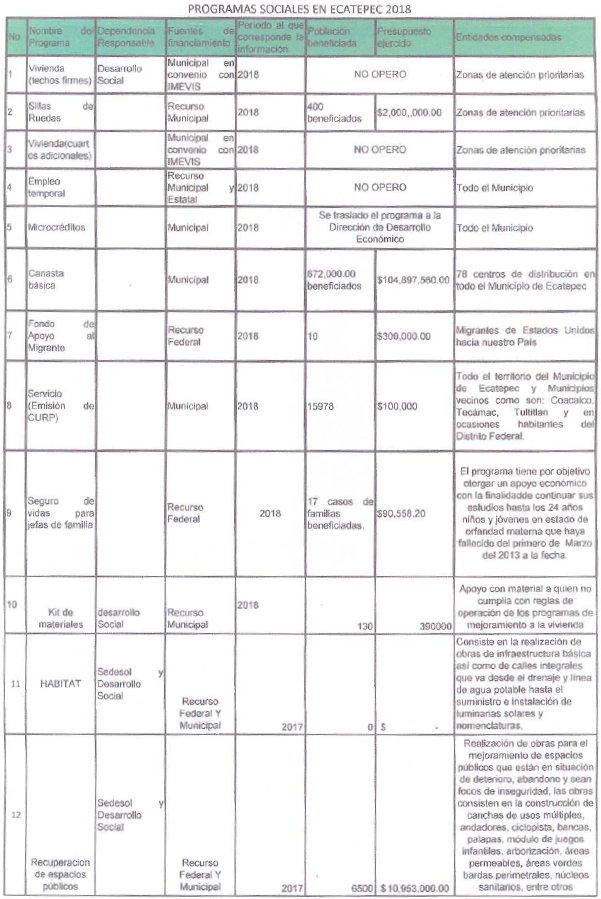 PROGRAMAS SOCIALES EN ECATEPEC 2018
No. Nombre del Programa Dependencia Responsable Fuentes de financiamiento Periodo al que corresponde la información Población beneficiada Presupuesto ejercido Entidades compensadas
1 Vivienda (techos firmes) Desarrollo Social Municipal en convenio con IMEVIS 2018 NO OPERO Zonas de atención prioritarias
2 Sillas de Ruedas Recurso Municipal 2018 400 beneficiados $2,000,.000.00 Zonas de atención prioritarias
3 Vivienda(cuartos adicionales) Municipal en convenio con IMEVIS 2018 NO OPERO Zonas de atención prioritarias
4 Empleo temporal Recurso Municipal y Estatal 2018 NO OPERO Todo el Municipio
5 Microcréditos Municipal 2018 Se traslado el programa a la Dirección de Desarrollo Económico Todo el Municipio
6 Canasta básica Municipal 2018 672,000.00 beneficiados $104,897,560.00 78 centros de distribución en todo el Municipio de Ecatepec
7 Fondo de Apoyo al Migrante Recurso Federal 2018 10 $300,000.00 Migrantes de Estados Unidos hacia nuestro País
8 Servicio (Emisión de CURP) Municipal 2018 15978 $100,000 Todo el territorio del Municipio de Ecatepec y Municipios vecinos como son: Coacalco, Tecámac, Tultitlan y en ocasiones habitantes del Distrito Federal.
9 Seguro de vidas para jefas de familia Recurso Federal 2018 17 casos de familias beneficiadas. $90,558.20 El programa tiene por objetivo otorgar un apoyo económico con la finalidadde continuar sus estudios hasta los 24 años niños y jóvenes en estado de orfandad materna que haya fallecido del primero de Marzo del 2013 a la fecha.
10 Kit de materiales desarrollo Social Recurso Municipal 2018 130 390000 Apoyo con material a quien no cumplia con reglas de operación de los programas de mejoramiento a la vivienda
11 HABITAT Sedesol y Desarrollo Social Recurso Federal Y Municipal 2017 0 $ - Consiste en la realización de obras de infraestructura básica asi como de calles integrales que va desde el drenaje y línea de agua potable hasta el suministro e instalación de luminarias solares y nomenclaturas.
12 Recuperacion de espacios públicos Sedesol y Desarrollo Social Recurso Federal Y Municipal 2017 6500 $10,953,000.00 Realización de obras para el mejoramiento de espacios públicos que están en situación de deterioro, abandono y sean focos de inseguridad, las obras consisten en la construcción de canchas de usos múltiples, andadores, ciclopista, bancas, palapas, módulo de juegos infantiles, arborización, áreas permeables, áreas verdes bardas perimetrales, núcleos sanitarios, entre otros